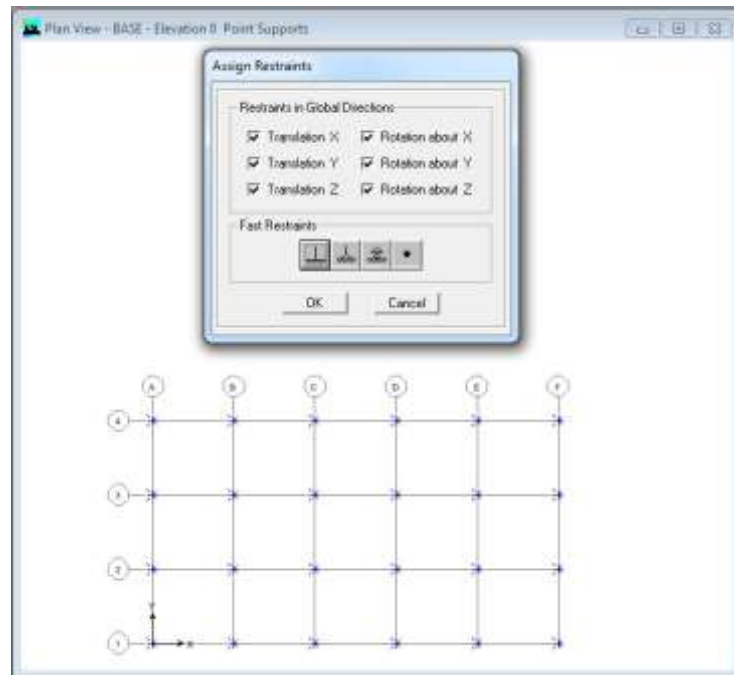 Plan View - BASE - Elevation 0 Point Supports
Assign Restraints
Restraints in Global Directions
Translation X
Rotation about X
Translation Y
Rotation about Y
Translation Z
Rotation about Z
Fast Restraints
OK
Cancel
A B C D E F
4
3
2
Y
1
X